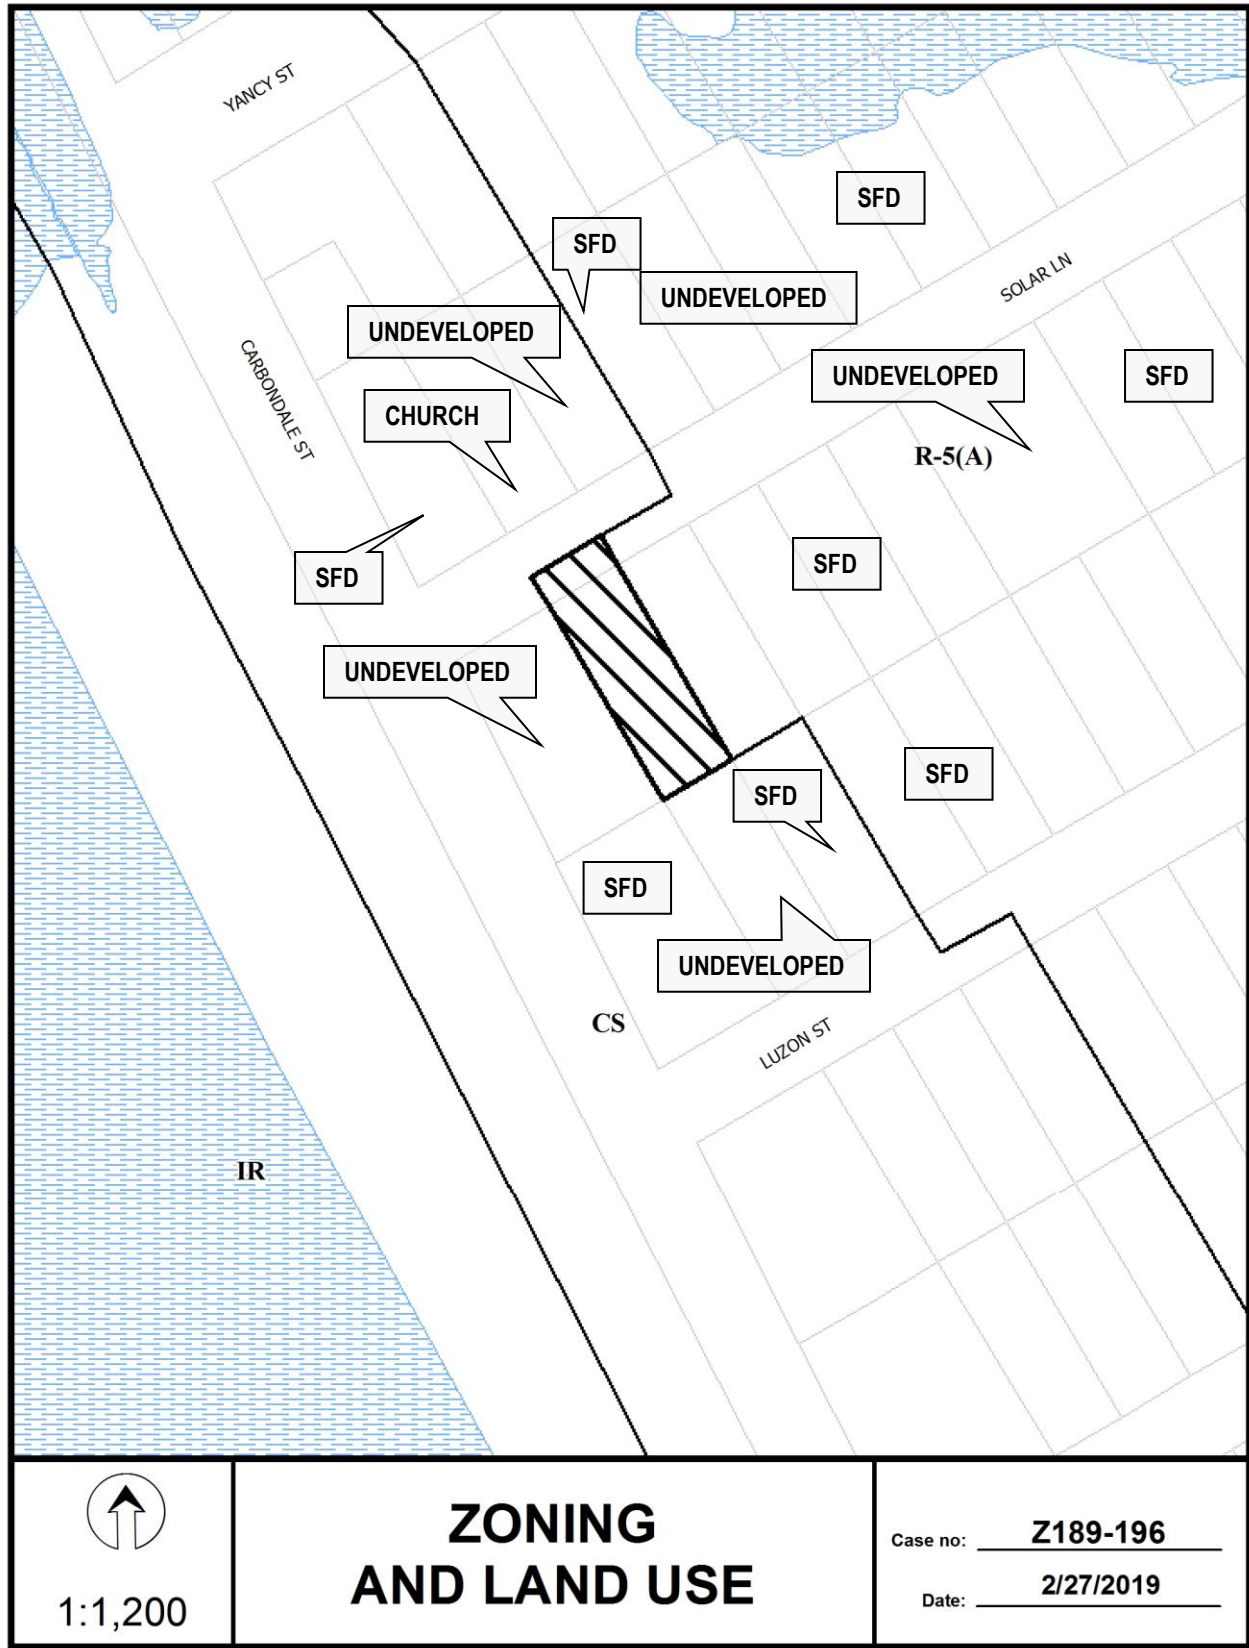 YANCY ST
SFD
SFD
UNDEVELOPED
SOLAR LN
UNDEVELOPED
CARBONDALE ST
UNDEVELOPED
SFD
CHURCH
R-5(A)
SFD
SFD
UNDEVELOPED
SFD
SFD
SFD
UNDEVELOPED
CS
LUZON ST
IR
1:1,200
ZONING
AND LAND USE
Case no: Z189-196
Date: 2/27/2019